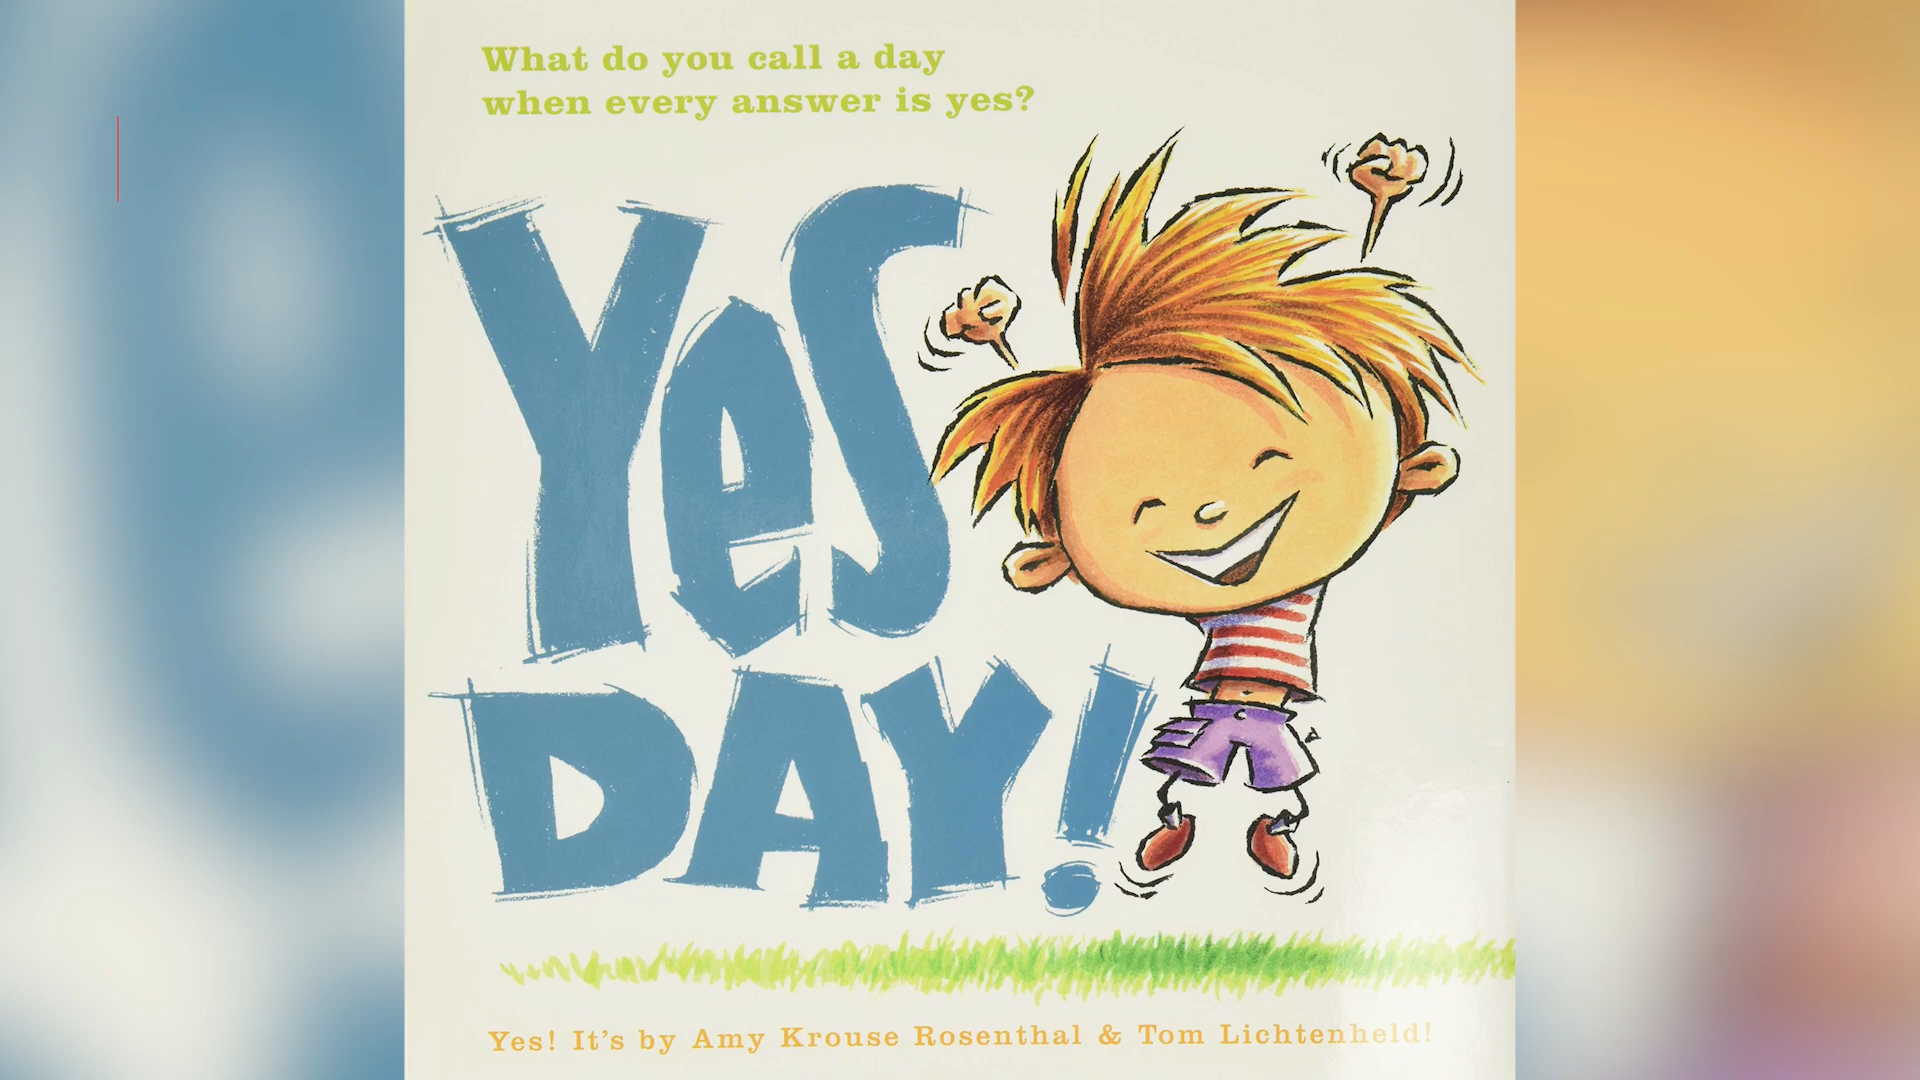 What do you call a day
when every answer is yes?
Yes
Day!
Yes! It's by Amy Krouse Rosenthal & Tom Lichtenheld!